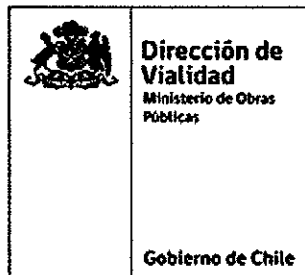 Dirección de
Vialidad
Ministerio de Obras
Públicas
Gobierno de Chile